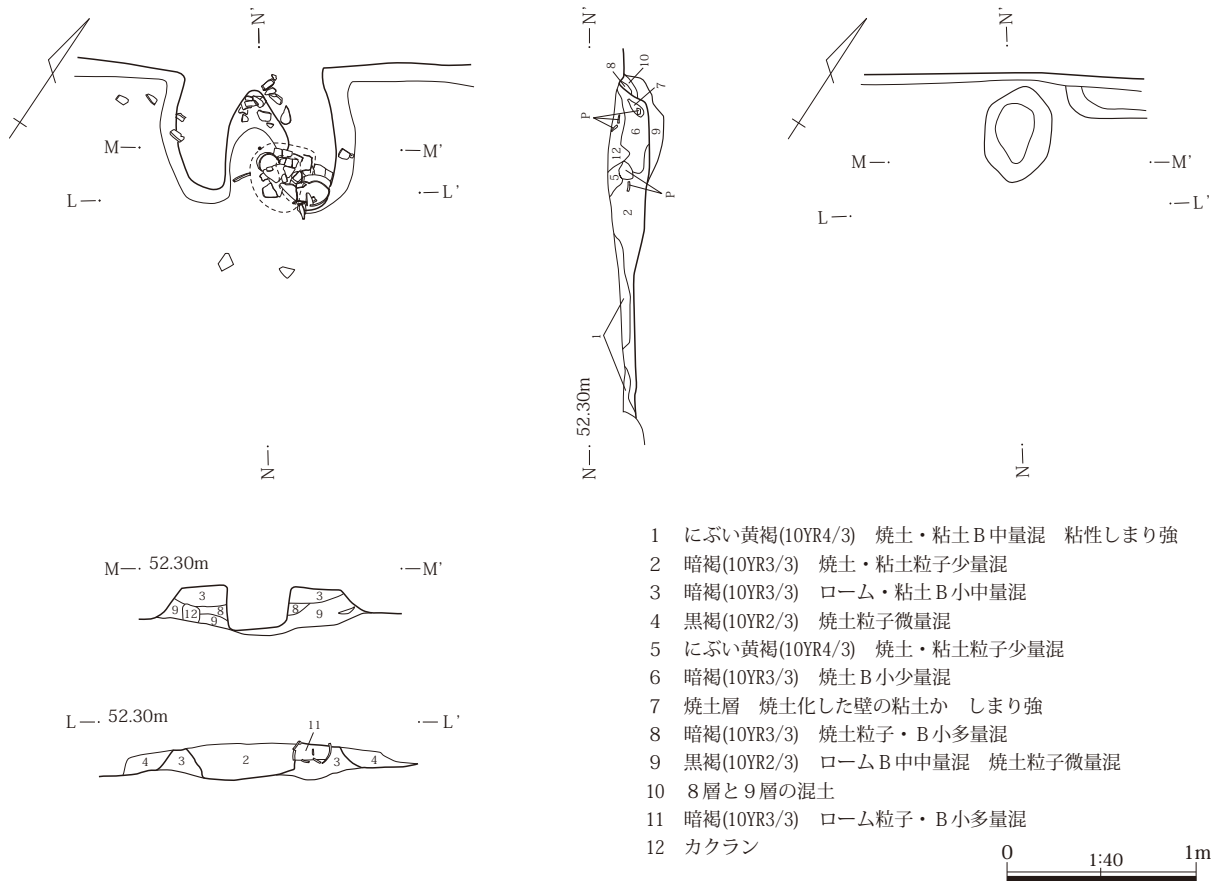 N'
M
M'
L
L'
N
N'
8
10
7
P
6
9
12
5
P
2
1
N 52.30m
N'
M
M'
L
L'
N
M 52.30m
M'
3
3
9
12
8
9
8
9
L 52.30m
L'
11
4
3
2
3
4
1 にぶい黄褐(10YR4/3) 焼土・粘土B中量混 粘性しまり強
2 暗褐(10YR3/3) 焼土・粘土粒子少量混
3 暗褐(10YR3/3) ローム・粘土B小中量混
4 黒褐(10YR2/3) 焼土粒子微量混
5 にぶい黄褐(10YR4/3) 焼土・粘土粒子少量混
6 暗褐(10YR3/3) 焼土B小少量混
7 焼土層 焼土化した壁の粘土か しまり強
8 暗褐(10YR3/3) 焼土粒子・B小多量混
9 黒褐(10YR2/3) ロームB中中量混 焼土粒子微量混
10 8層と9層の混土
11 暗褐(10YR3/3) ローム粒子・B小多量混
12 カクラン
0 1:40 1m